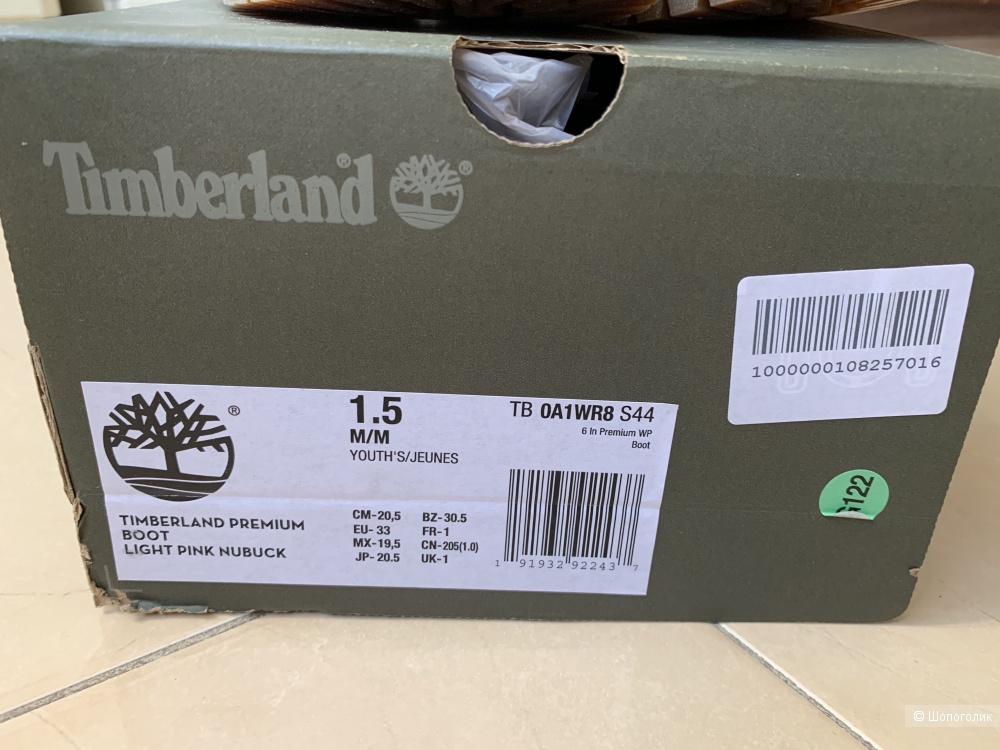 Timberland®
®
1000000108257016
®
1.5
M/M
YOUTH'S/JEUNES
TB 0A1WR8 S44
6 In Premium WP
Boot
TIMBERLAND PREMIUM
BOOT
LIGHT PINK NUBUCK
CM-20,5 BZ-30.5
EU-33 FR-1
MX-19,5 CN-205(1.0)
JP-20.5 UK-1
1 91932 92243 7
122
© Шопоголик